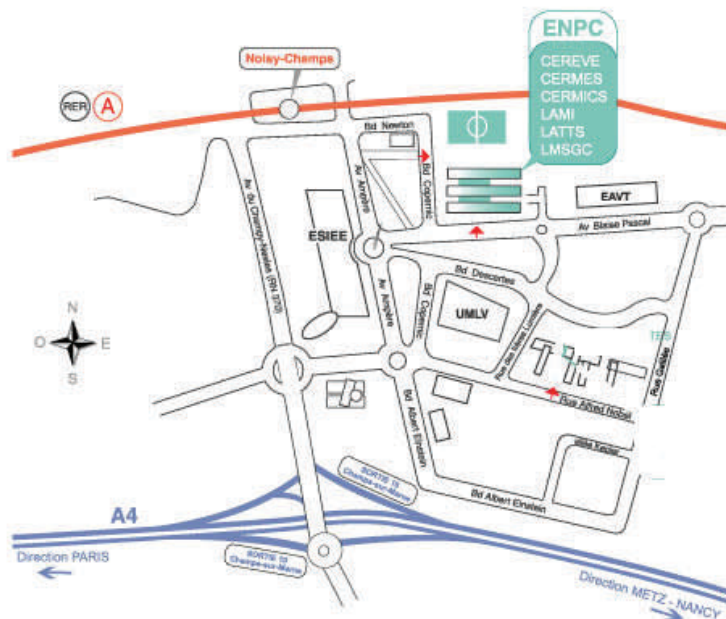 ENPC
CEREVE
CERMES
CERMICS
LAMI
LATTS
LMSGC
Noisy-Champs
RER
A
Bd Newton
Bd Copernic
Av Ampère
EAVT
Av Blaise Pascal
Av du Champy-Nesles (RN 370)
ESIEE
Bd Descartes
Av Ampère
Bd Copernic
UMLV
Rue des Frères Lumière
Rue Galilée
N
O
E
S
Rue Alfred Nobel
Bd Albert Einstein
allée Kepler
SORTIE 10
Champs-sur-Marne
Bd Albert Einstein
A4
Direction PARIS
SORTIE 10
Champs-sur-Marne
Direction METZ - NANCY